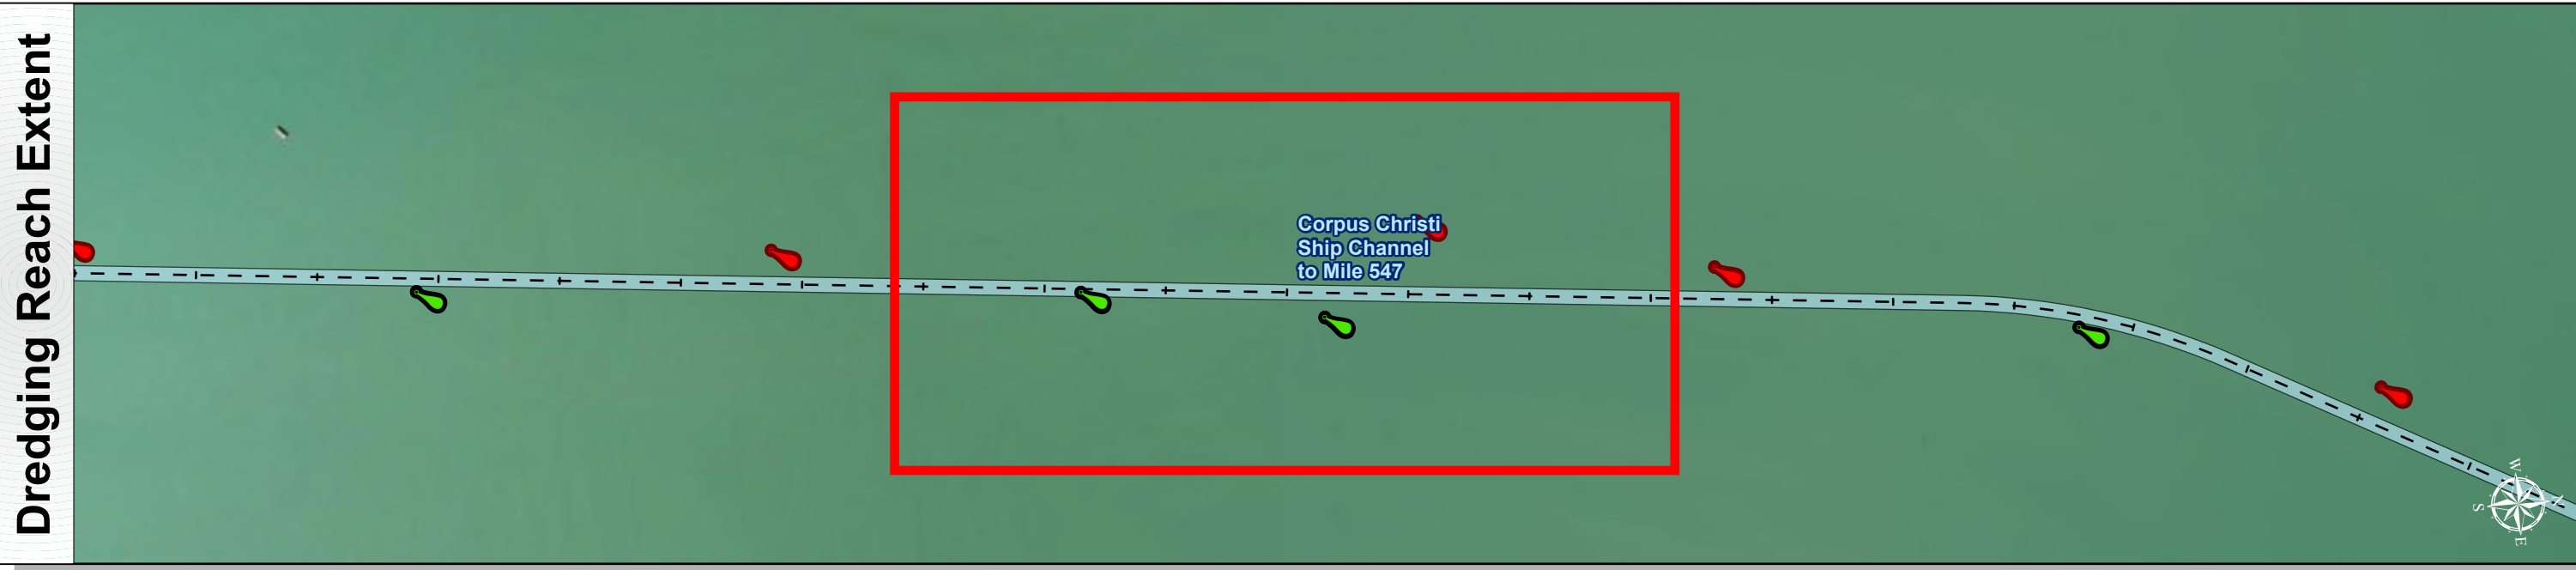 Dredging Reach Extent
Corpus Christi
Ship Channel
to Mile 547
W
S
E